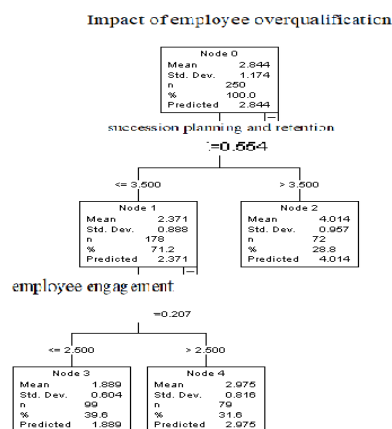 Impact of employee overqualification
Node 0
Mean 2.844
Std. Dev. 1.174
n 250
% 100.0
Predicted 2.844
succession planning and retention
<= 3.500 > 3.500
Node 1 Node 2
Mean 2.371 Mean 4.014
Std. Dev. 0.888 Std. Dev. 0.957
n 178 n 72
% 71.2 % 28.8
Predicted 2.371 Predicted 4.014
employee engagement
=0.207
<= 2.500 > 2.500
Node 3 Node 4
Mean 1.889 Mean 2.975
Std. Dev. 0.604 Std. Dev. 0.816
n 99 n 79
% 39.6 % 31.6
Predicted 1.889 Predicted 2.975